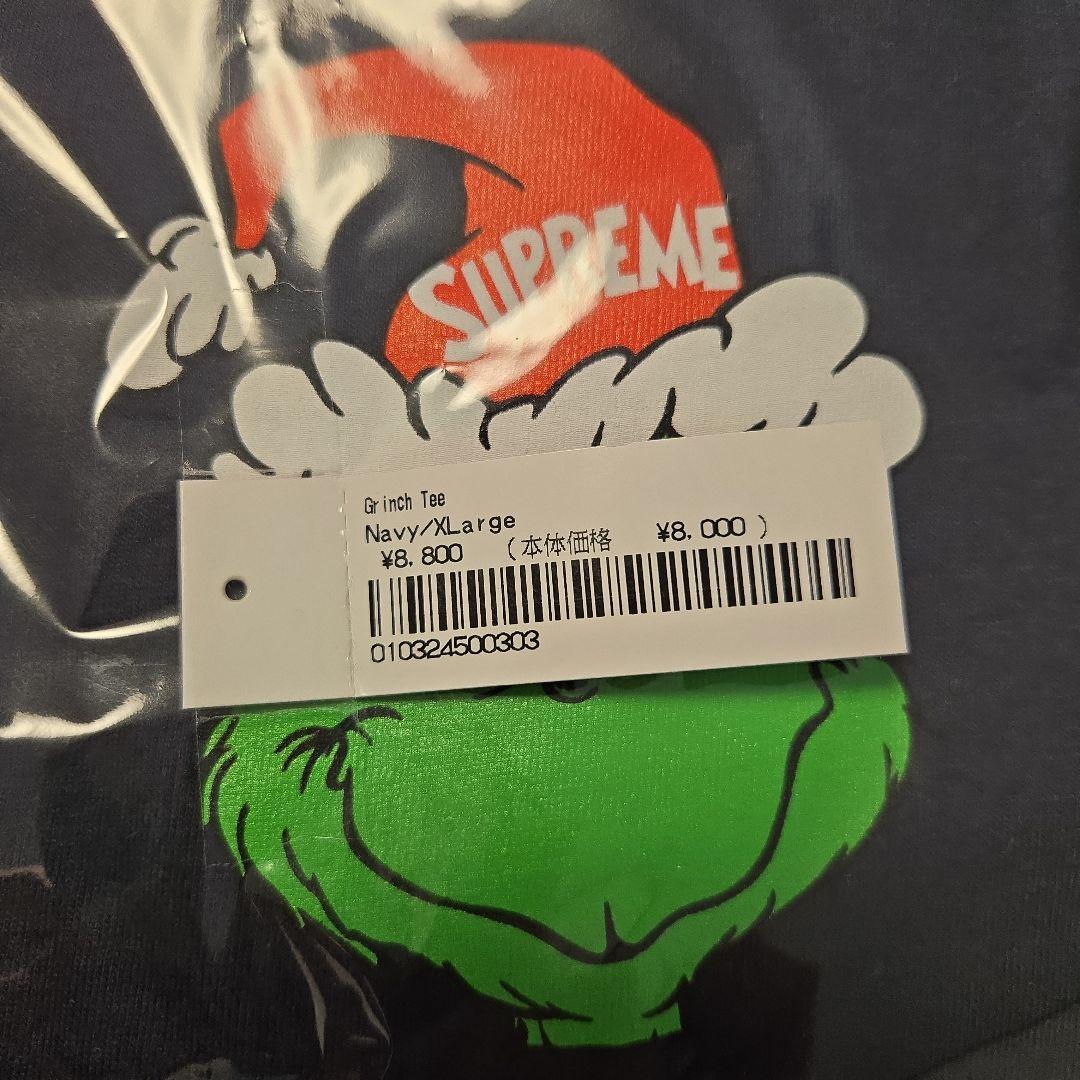 SUPREME
Grinch Tee
Navy/XLarge
¥8,800 (本体価格 ¥8,000 )
010324500303